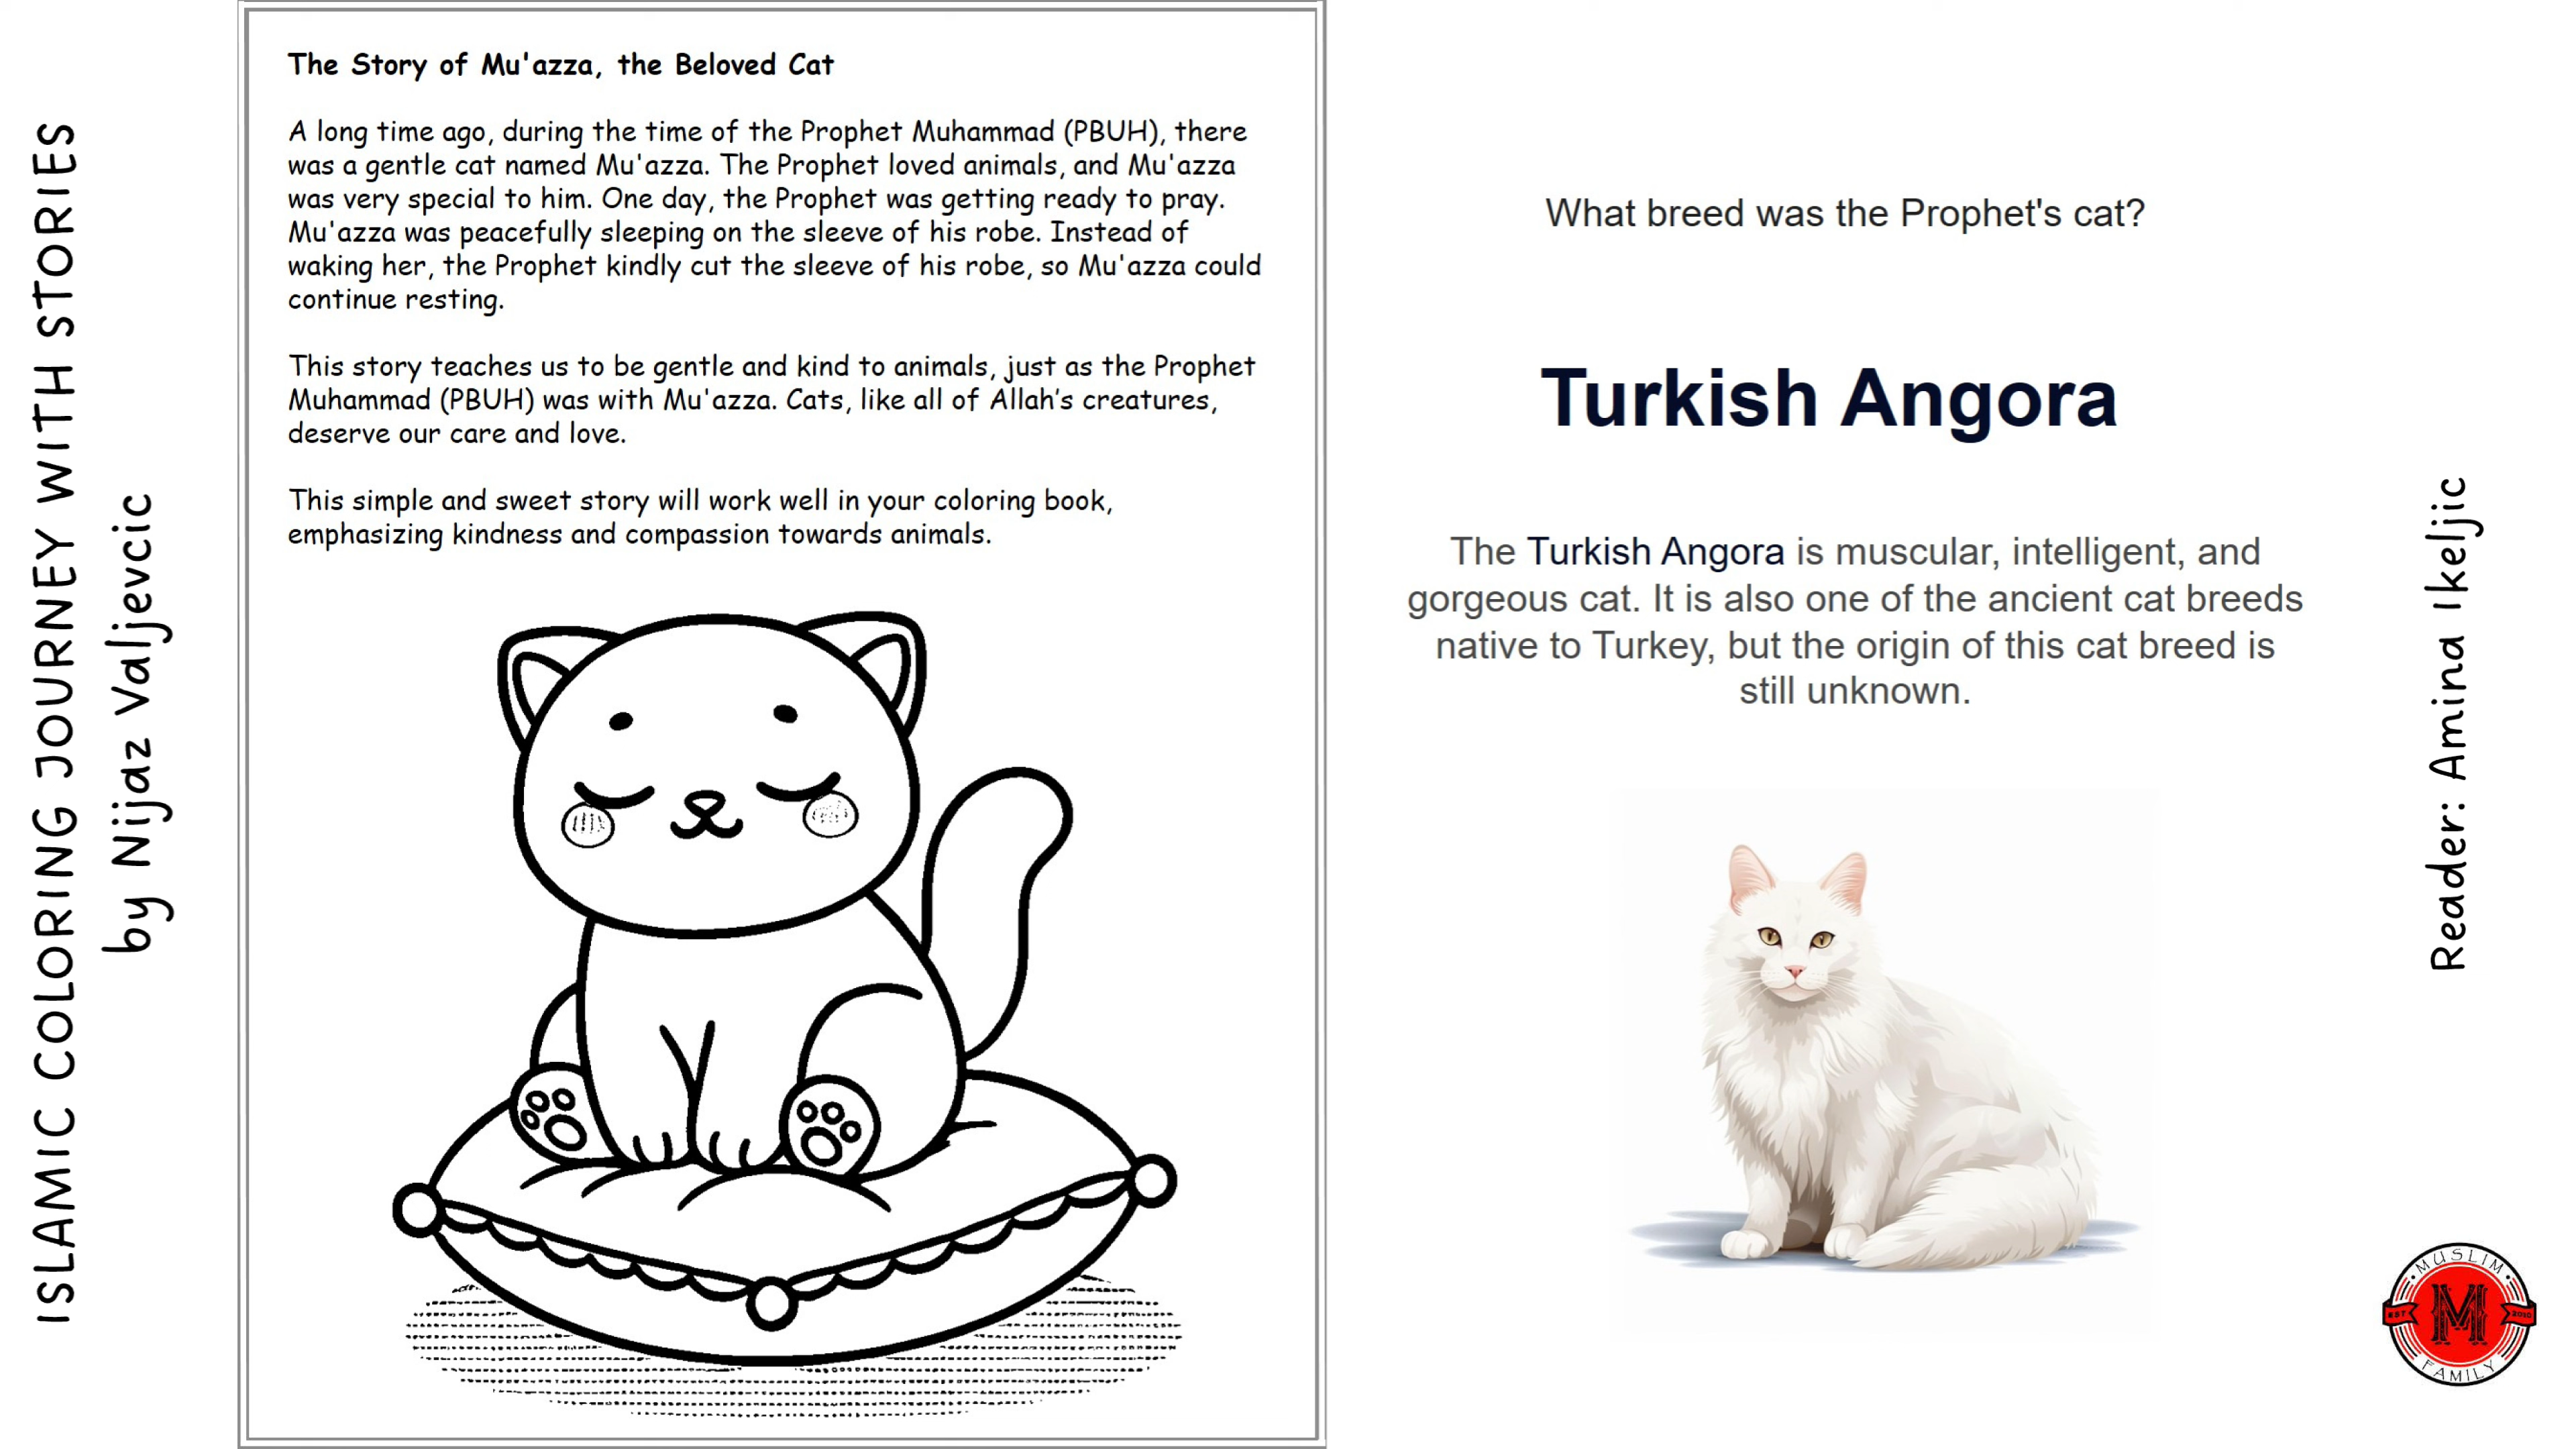 ISLAMIC COLORING JOURNEY WITH STORIES
by Nijaz Valjevcic
The Story of Mu'azza, the Beloved Cat
A long time ago, during the time of the Prophet Muhammad (PBUH), there
was a gentle cat named Mu'azza. The Prophet loved animals, and Mu'azza
was very special to him. One day, the Prophet was getting ready to pray.
Mu'azza was peacefully sleeping on the sleeve of his robe. Instead of
waking her, the Prophet kindly cut the sleeve of his robe, so Mu'azza could
continue resting.
This story teaches us to be gentle and kind to animals, just as the Prophet
Muhammad (PBUH) was with Mu'azza. Cats, like all of Allah’s creatures,
deserve our care and love.
This simple and sweet story will work well in your coloring book,
emphasizing kindness and compassion towards animals.
What breed was the Prophet's cat?
Turkish Angora
The Turkish Angora is muscular, intelligent, and
gorgeous cat. It is also one of the ancient cat breeds
native to Turkey, but the origin of this cat breed is
still unknown.
Reader: Amina Ikeljic
MUSLIM
EST M 2010
FAMILY